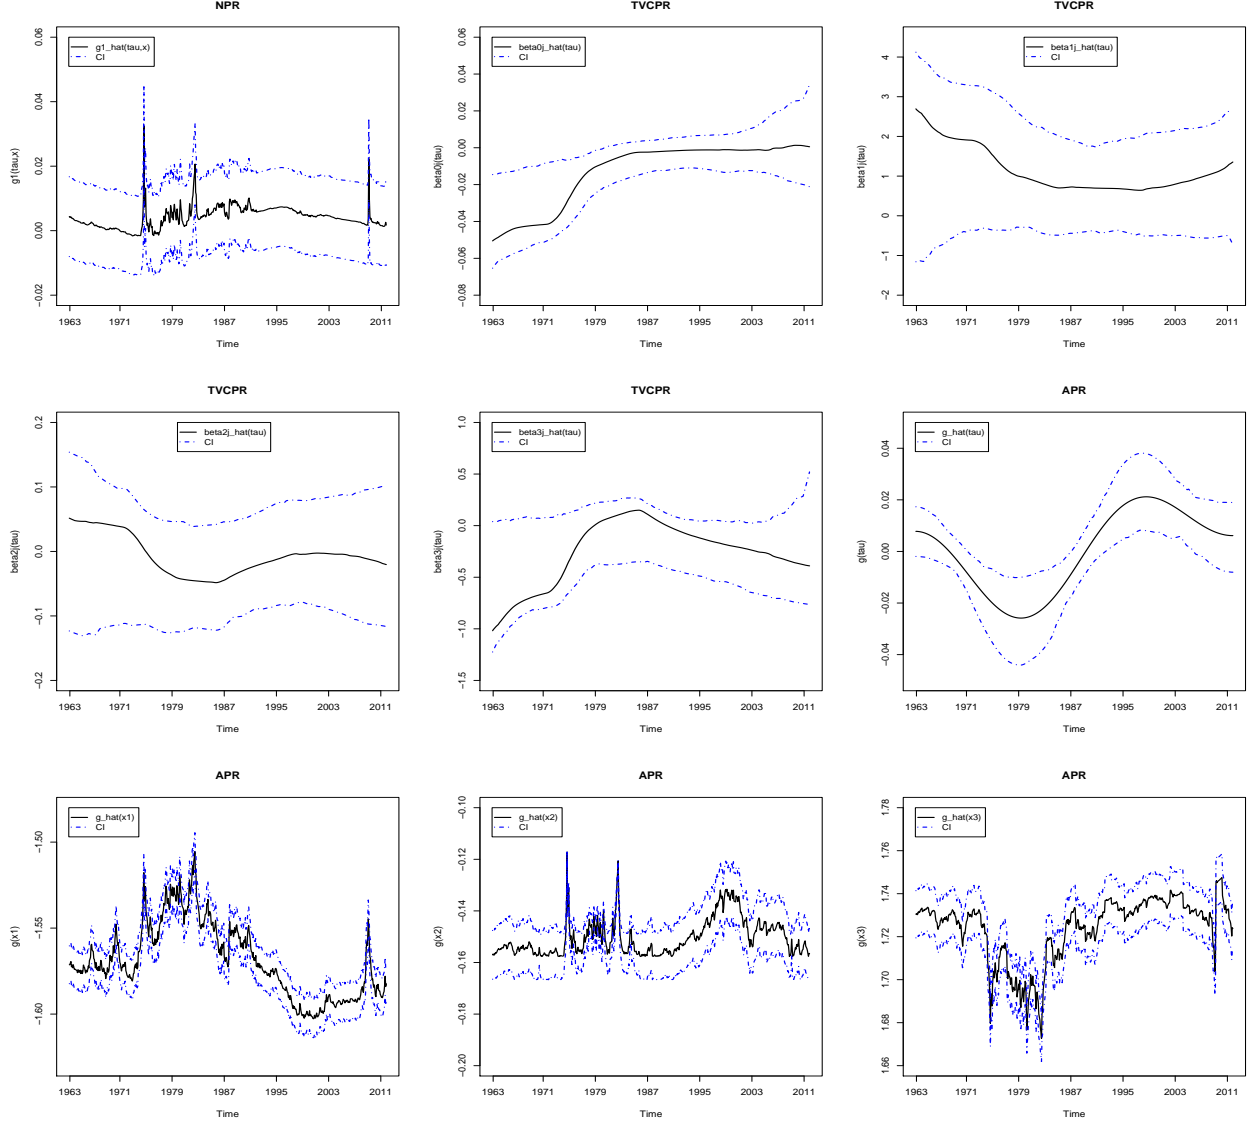 NPR
g1(tau,x)
0.06
0.04
0.02
0.00
−0.02
g1_hat(tau,x)
CI
1963 1971 1979 1987 1995 2003 2011
Time
TVCPR
beta0j(tau)
0.06
0.04
0.02
0.00
−0.02
−0.04
−0.06
−0.08
beta0j_hat(tau)
CI
1963 1971 1979 1987 1995 2003 2011
Time
TVCPR
beta1j(tau)
4
3
2
1
0
−1
−2
beta1j_hat(tau)
CI
1963 1971 1979 1987 1995 2003 2011
Time
TVCPR
beta2j(tau)
0.2
0.1
0.0
−0.1
−0.2
beta2j_hat(tau)
CI
1963 1971 1979 1987 1995 2003 2011
Time
TVCPR
beta3j(tau)
1.0
0.5
0.0
−0.5
−1.0
−1.5
beta3j_hat(tau)
CI
1963 1971 1979 1987 1995 2003 2011
Time
APR
g(tau)
0.04
0.02
0.00
−0.02
−0.04
g_hat(tau)
CI
1963 1971 1979 1987 1995 2003 2011
Time
APR
g(x1)
−1.50
−1.55
−1.60
g_hat(x1)
CI
1963 1971 1979 1987 1995 2003 2011
Time
APR
g(x2)
−0.10
−0.12
−0.14
−0.16
−0.18
−0.20
g_hat(x2)
CI
1963 1971 1979 1987 1995 2003 2011
Time
APR
g(x3)
1.78
1.76
1.74
1.72
1.70
1.68
1.66
g_hat(x3)
CI
1963 1971 1979 1987 1995 2003 2011
Time